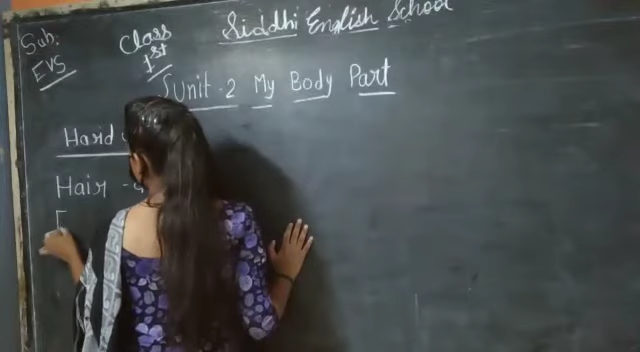 Siddhi English School
Sub:
EVS
Class
1st
Unit-2 My Body Part
Hard
Hair -